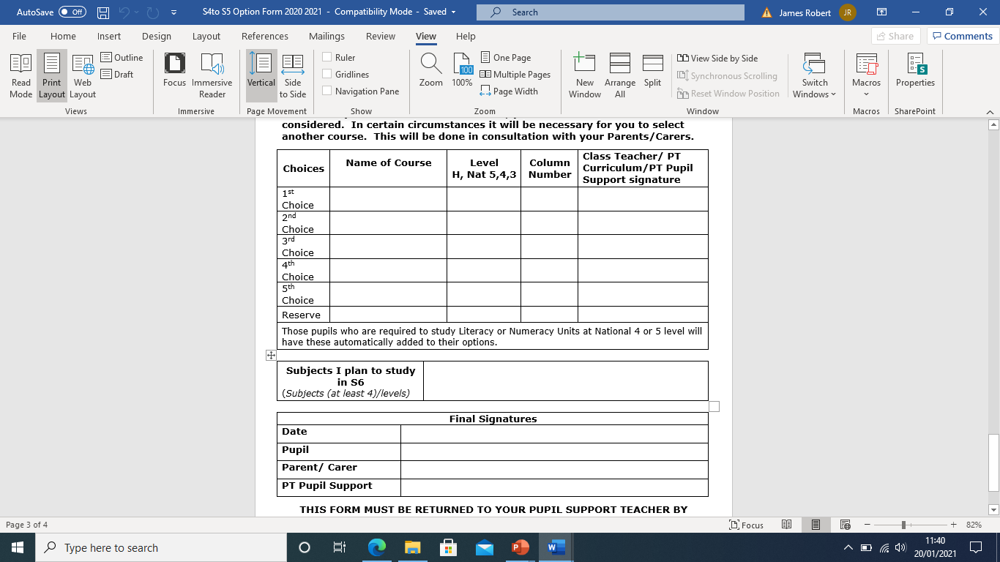 AutoSave Off S4to S5 Option Form 2020 2021 - Compatibility Mode - Saved Search James Robert JR
File Home Insert Design Layout References Mailings Review View Help Share Comments
Read Mode
Print Layout
Web Layout
Outline
Draft
Views
Focus
Immersive Reader
Immersive
Vertical
Side to Side
Page Movement
Ruler
Gridlines
Navigation Pane
Show
Zoom
100
100%
One Page
Multiple Pages
Page Width
Zoom
New Window
Arrange All
Split
View Side by Side
Synchronous Scrolling
Reset Window Position
Switch Windows
Window
Macros
Macros
S
Properties
SharePoint
considered. In certain circumstances it will be necessary for you to select
another course. This will be done in consultation with your Parents/Carers.
Choices
Name of Course
Level
H, Nat 5,4,3
Column
Number
Class Teacher/ PT
Curriculum/PT Pupil
Support signature
1st
Choice
2nd
Choice
3rd
Choice
4th
Choice
5th
Choice
Reserve
Those pupils who are required to study Literacy or Numeracy Units at National 4 or 5 level will
have these automatically added to their options.
Subjects I plan to study
in S6
(Subjects (at least 4)/levels)
Final Signatures
Date
Pupil
Parent/ Carer
PT Pupil Support
THIS FORM MUST BE RETURNED TO YOUR PUPIL SUPPORT TEACHER BY
Page 3 of 4 Focus 82%
Type here to search P W 11:40
20/01/2021